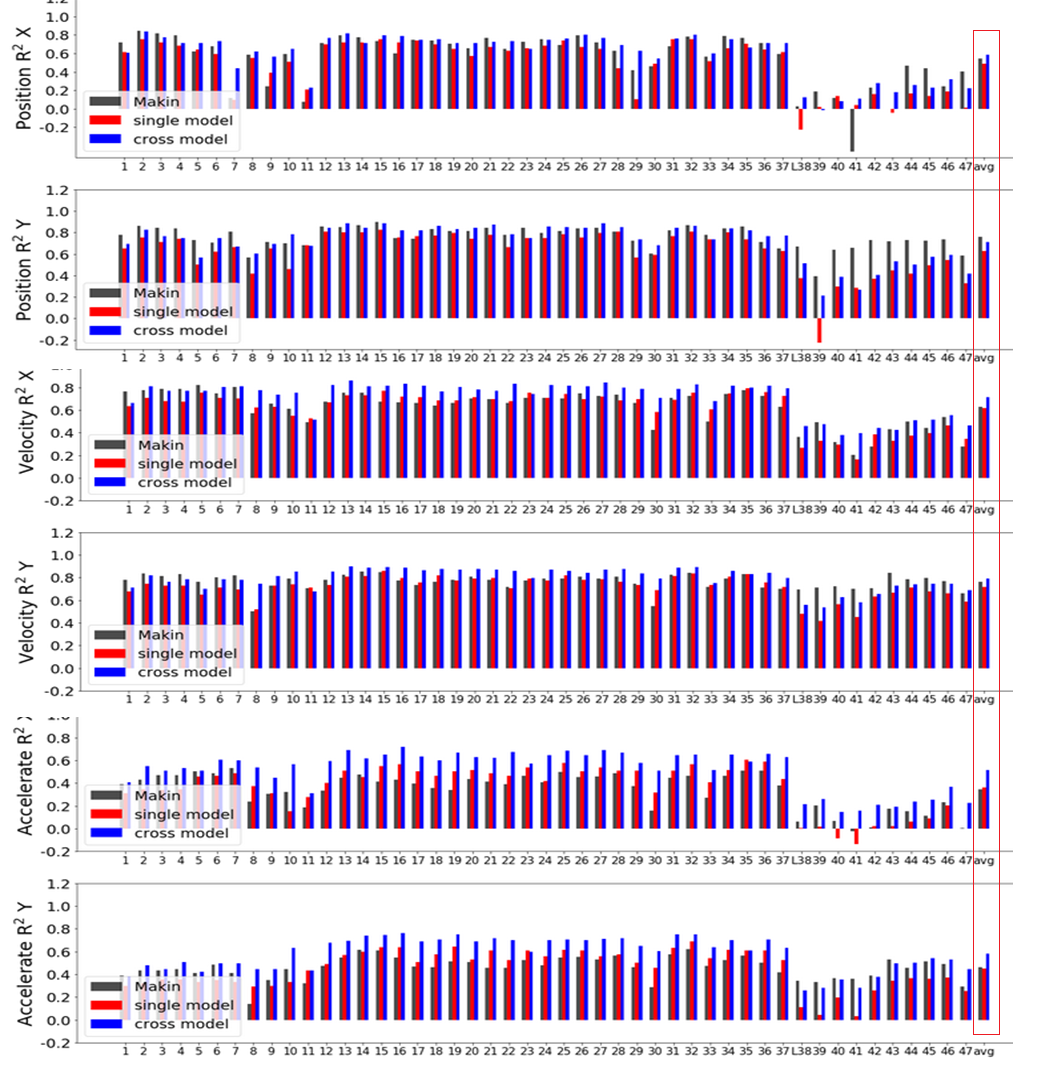 Position R² X
1.2
1.0
0.8
0.6
0.4
0.2
0.0
-0.2
Makin
single model
cross model
1 2 3 4 5 6 7 8 9 10 11 12 13 14 15 16 17 18 19 20 21 22 23 24 25 26 27 28 29 30 31 32 33 34 35 36 37 L38 39 40 41 42 43 44 45 46 47 avg
Position R² Y
1.2
1.0
0.8
0.6
0.4
0.2
0.0
-0.2
Makin
single model
cross model
1 2 3 4 5 6 7 8 9 10 11 12 13 14 15 16 17 18 19 20 21 22 23 24 25 26 27 28 29 30 31 32 33 34 35 36 37 L38 39 40 41 42 43 44 45 46 47 avg
Velocity R² X
0.8
0.6
0.4
0.2
0.0
-0.2
Makin
single model
cross model
1 2 3 4 5 6 7 8 9 10 11 12 13 14 15 16 17 18 19 20 21 22 23 24 25 26 27 28 29 30 31 32 33 34 35 36 37 L38 39 40 41 42 43 44 45 46 47 avg
Velocity R² Y
1.2
1.0
0.8
0.6
0.4
0.2
0.0
-0.2
Makin
single model
cross model
1 2 3 4 5 6 7 8 9 10 11 12 13 14 15 16 17 18 19 20 21 22 23 24 25 26 27 28 29 30 31 32 33 34 35 36 37 L38 39 40 41 42 43 44 45 46 47 avg
Accelerate R²
0.8
0.6
0.4
0.2
0.0
-0.2
Makin
single model
cross model
1 2 3 4 5 6 7 8 9 10 11 12 13 14 15 16 17 18 19 20 21 22 23 24 25 26 27 28 29 30 31 32 33 34 35 36 37 L38 39 40 41 42 43 44 45 46 47 avg
Accelerate R² Y
1.2
1.0
0.8
0.6
0.4
0.2
0.0
-0.2
Makin
single model
cross model
1 2 3 4 5 6 7 8 9 10 11 12 13 14 15 16 17 18 19 20 21 22 23 24 25 26 27 28 29 30 31 32 33 34 35 36 37 L38 39 40 41 42 43 44 45 46 47 avg